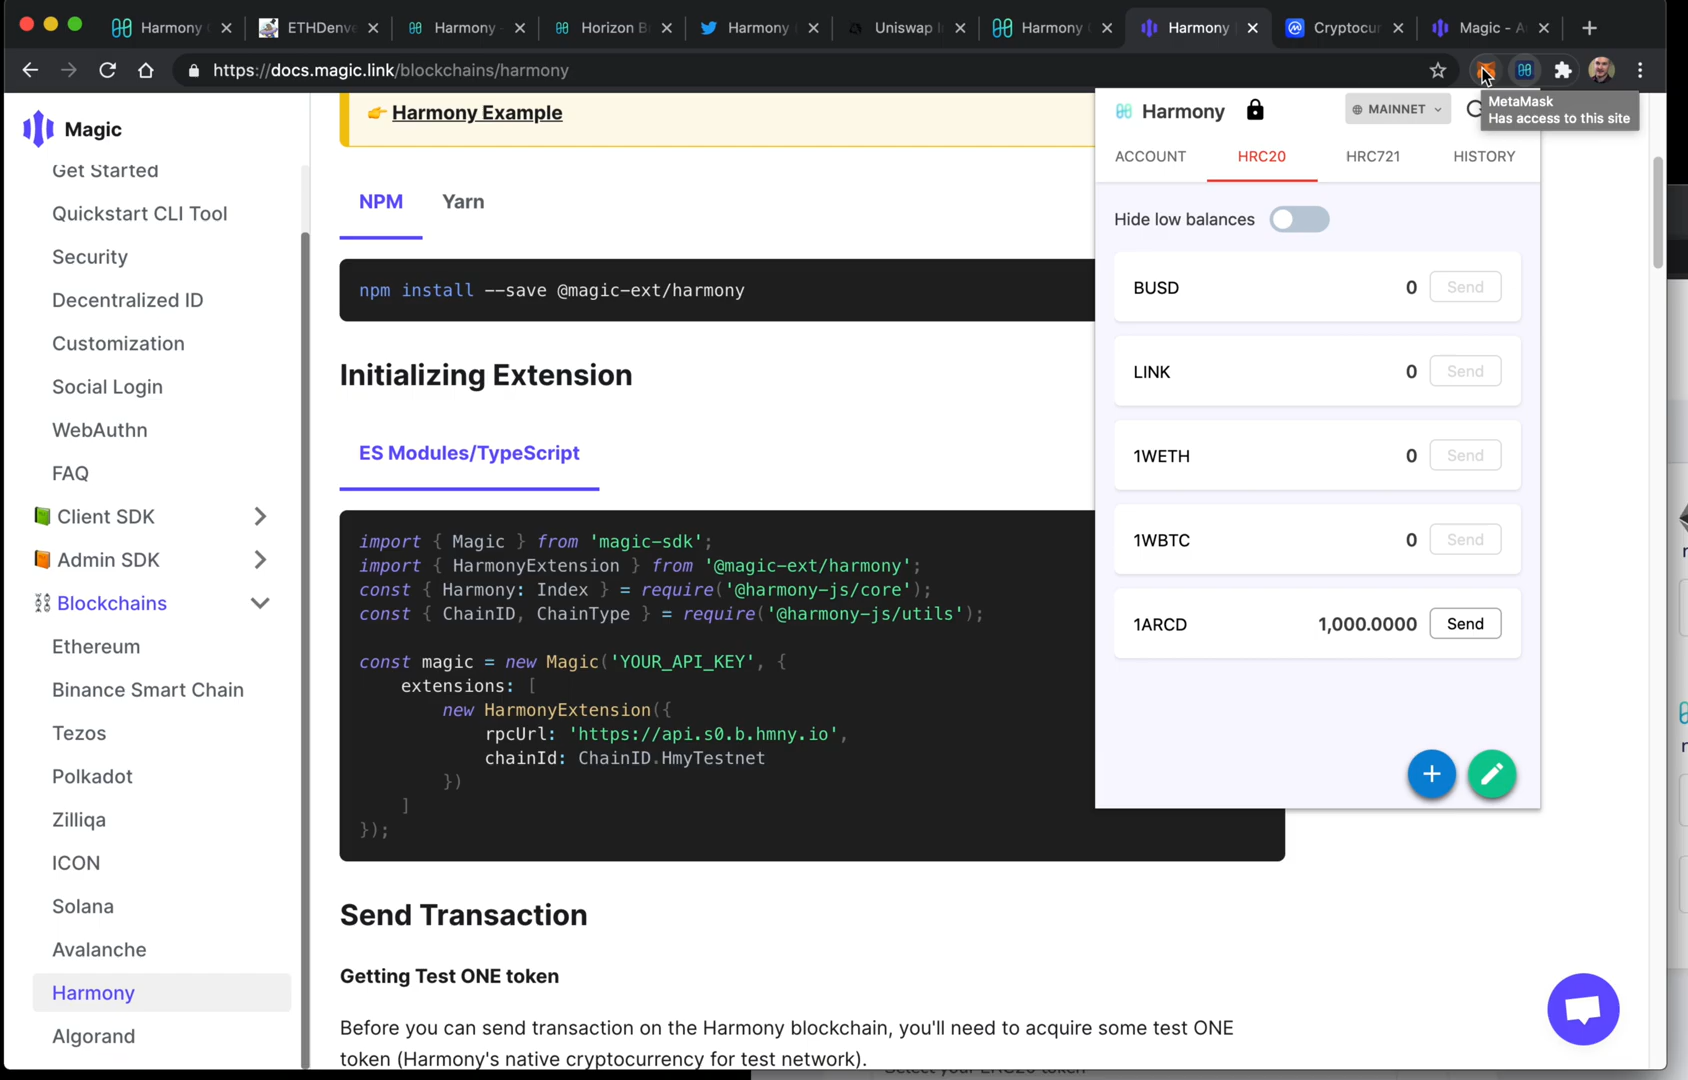 Harmony
ETHDenve
Harmony -
Horizon B
Harmony
Uniswap I
Harmony
Harmony
Cryptocur
Magic - A
https://docs.magic.link/blockchains/harmony
MetaMask
Has access to this site
Magic
Get Started
Quickstart CLI Tool
Security
Decentralized ID
Customization
Social Login
WebAuthn
FAQ
Client SDK
Admin SDK
Blockchains
Ethereum
Binance Smart Chain
Tezos
Polkadot
Zilliqa
ICON
Solana
Avalanche
Harmony
Algorand
👉 Harmony Example
NPM Yarn
npm install --save @magic-ext/harmony
Initializing Extension
ES Modules/TypeScript
import { Magic } from 'magic-sdk';
import { HarmonyExtension } from '@magic-ext/harmony';
const { Harmony: Index } = require('@harmony-js/core');
const { ChainID, ChainType } = require('@harmony-js/utils');
const magic = new Magic('YOUR_API_KEY', {
extensions: [
new HarmonyExtension({
rpcUrl: 'https://api.s0.b.hmny.io',
chainId: ChainID.HmyTestnet
})
]
});
Send Transaction
Getting Test ONE token
Before you can send transaction on the Harmony blockchain, you'll need to acquire some test ONE
token (Harmony's native cryptocurrency for test network).
Harmony MAINNET
ACCOUNT HRC20 HRC721 HISTORY
Hide low balances
BUSD 0 Send
LINK 0 Send
1WETH 0 Send
1WBTC 0 Send
1ARCD 1,000.0000 Send